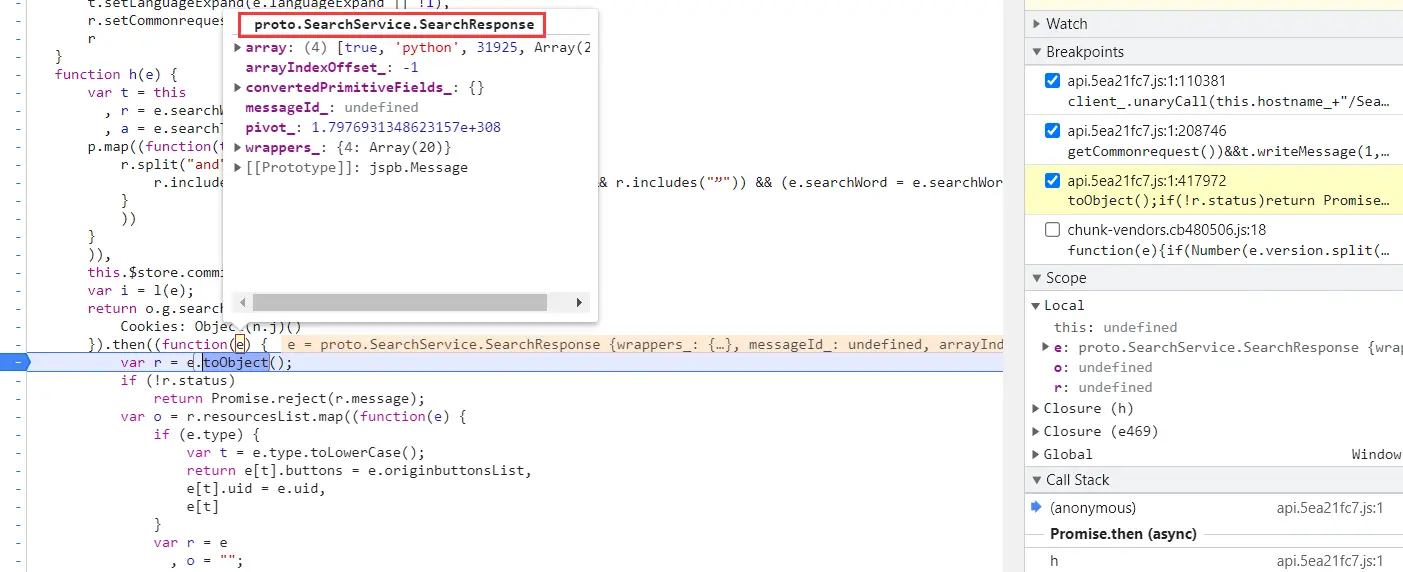 t.setLanguageExpand(e.languageExpand || !1),
r.setCommonreques
r
}
function h(e) {
var t = this
, r = e.searchW
, a = e.search
p.map((function(t
r.split("and"
r.includ
& r.includes("”")) && (e.searchWord = e.searchWor
}
))
}
)),
this.$store.commi
var i = l(e);
return o.g.search
Cookies: Object(n.j)()
}).then((function(e) {
e = proto.SearchService.SearchResponse {wrappers_: {…}, messageId_: undefined, arrayInd
var r = e.toObject();
if (!r.status)
return Promise.reject(r.message);
var o = r.resourcesList.map((function(e) {
if (e.type) {
var t = e.type.toLowerCase();
return e[t].buttons = e.originbuttonsList,
e[t].uid = e.uid,
e[t]
}
var r = e
, o = "";
proto.SearchService.SearchResponse
array: (4) [true, 'python', 31925, Array(2
arrayIndexOffset_: -1
convertedPrimitiveFields_: {}
messageId_: undefined
pivot_: 1.7976931348623157e+308
wrappers_: {4: Array(20)}
[[Prototype]]: jspb.Message
Watch
Breakpoints
api.5ea21fc7.js:1:110381
client_.unaryCall(this.hostname_+"/Sea…
api.5ea21fc7.js:1:208746
getCommonrequest())&&t.writeMessage(1,…
api.5ea21fc7.js:1:417972
toObject();if(!r.status)return Promise…
chunk-vendors.cb480506.js:18
function(e){if(Number(e.version.split(…
Scope
Local
this: undefined
e: proto.SearchService.SearchResponse {wrap
o: undefined
r: undefined
Closure (h)
Closure (e469)
Global Window
Call Stack
(anonymous) api.5ea21fc7.js:1
Promise.then (async)
h api.5ea21fc7.js:1